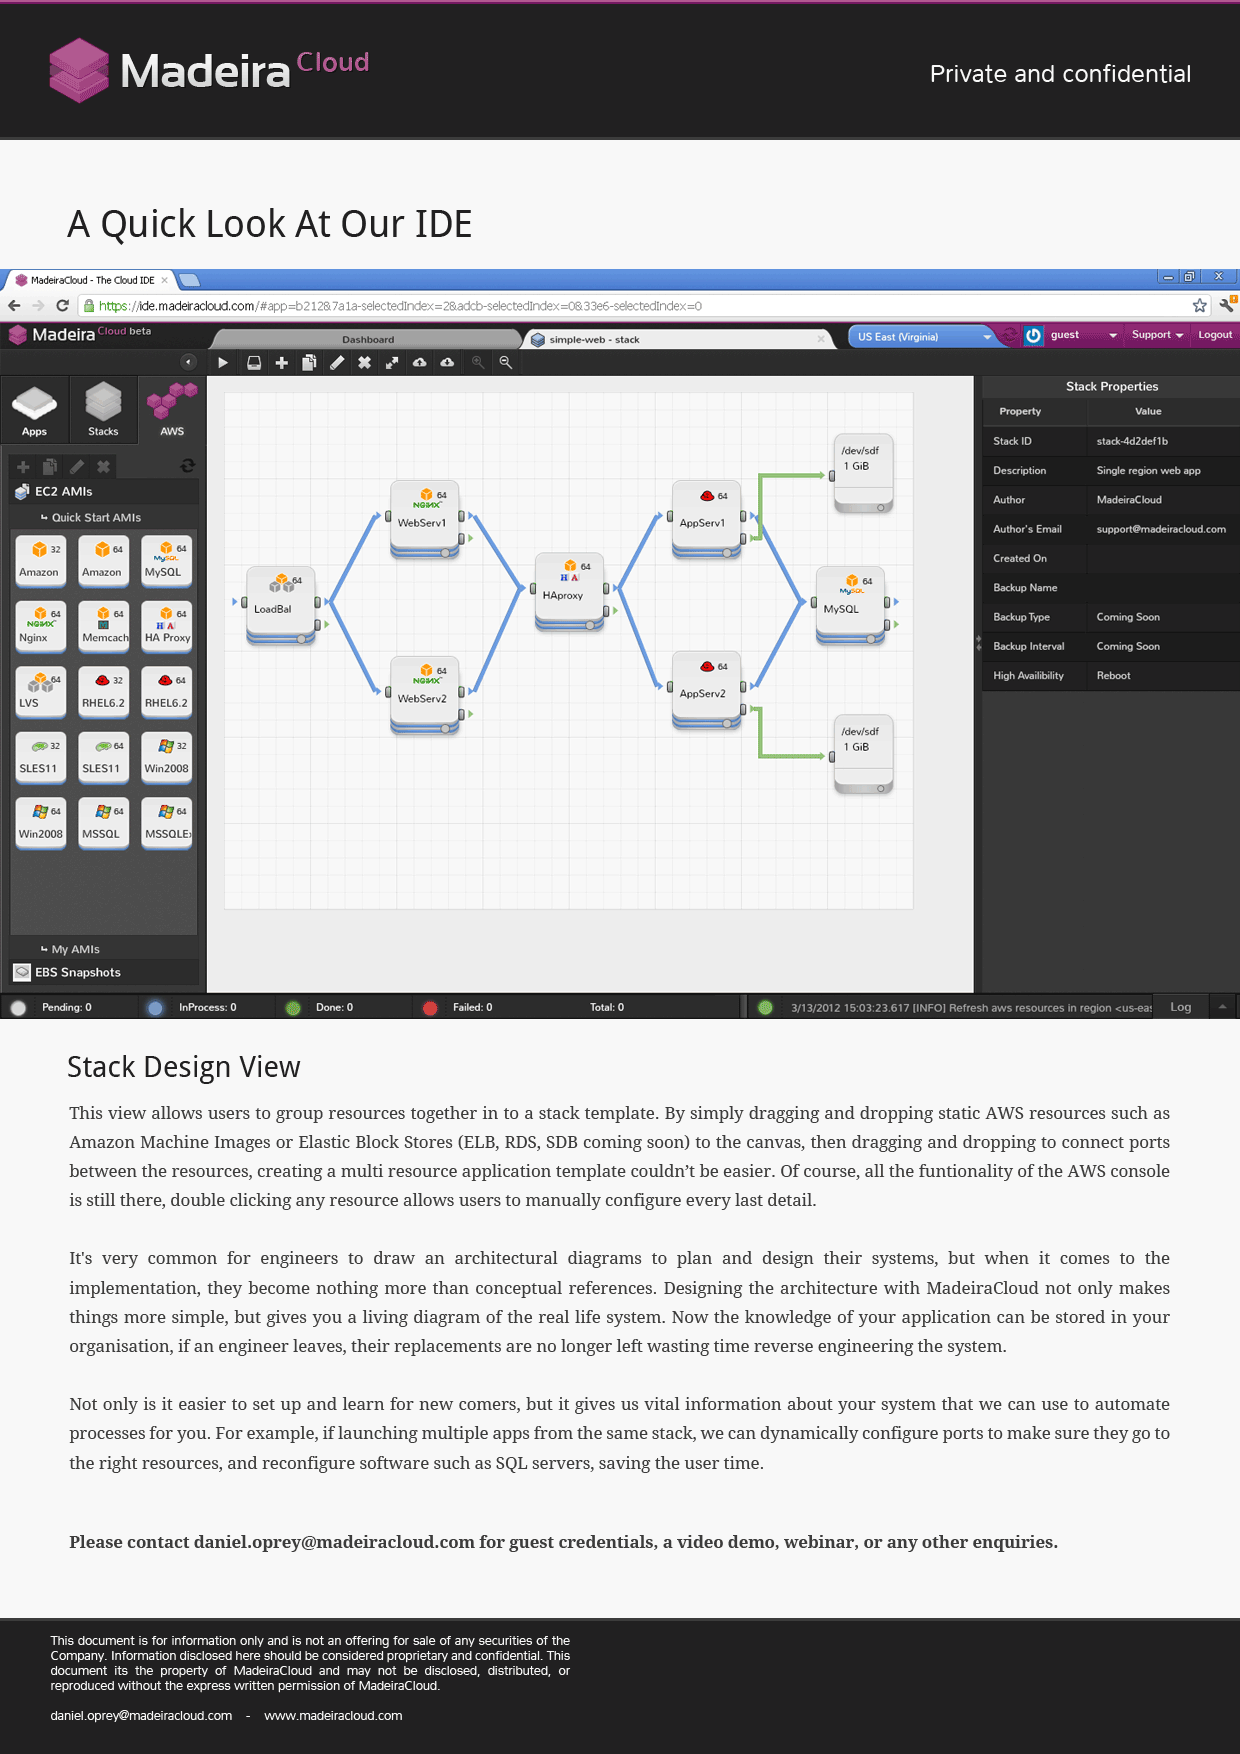 Madeira Cloud
Private and confidential
A Quick Look At Our IDE
MadeiraCloud - The Cloud IDE
https://ide.madeiracloud.com/#app=b212&7a1a-selectedIndex=2&adcb-selectedIndex=0&33e6-selectedIndex=0
Madeira Cloud beta
Dashboard
simple-web - stack
US East (Virginia)
guest
Support
Logout
Apps
Stacks
AWS
EC2 AMIs
Quick Start AMIs
32
Amazon
64
Amazon
64
MySQL
MySQL
64
NGINX
Nginx
64
Memcach
64
HA
HA Proxy
64
LVS
32
RHEL6.2
64
RHEL6.2
32
SLES11
64
SLES11
32
Win2008
64
Win2008
64
MSSQL
64
MSSQLEx
My AMIs
EBS Snapshots
64
LoadBal
64
NGINX
WebServ1
64
NGINX
WebServ2
64
HA
HAproxy
64
AppServ1
64
AppServ2
/dev/sdf
1 GiB
64
MySQL
MySQL
/dev/sdf
1 GiB
Stack Properties
Property Value
Stack ID stack-4d2def1b
Description Single region web app
Author MadeiraCloud
Author's Email support@madeiracloud.com
Created On
Backup Name
Backup Type Coming Soon
Backup Interval Coming Soon
High Availibility Reboot
Pending: 0
InProcess: 0
Done: 0
Failed: 0
Total: 0
3/13/2012 15:03:23.617 [INFO] Refresh aws resources in region <us-eas
Log
Stack Design View
This view allows users to group resources together in to a stack template. By simply dragging and dropping static AWS resources such as
Amazon Machine Images or Elastic Block Stores (ELB, RDS, SDB coming soon) to the canvas, then dragging and dropping to connect ports
between the resources, creating a multi resource application template couldn’t be easier. Of course, all the funtionality of the AWS console
is still there, double clicking any resource allows users to manually configure every last detail.
It's very common for engineers to draw an architectural diagrams to plan and design their systems, but when it comes to the
implementation, they become nothing more than conceptual references. Designing the architecture with MadeiraCloud not only makes
things more simple, but gives you a living diagram of the real life system. Now the knowledge of your application can be stored in your
organisation, if an engineer leaves, their replacements are no longer left wasting time reverse engineering the system.
Not only is it easier to set up and learn for new comers, but it gives us vital information about your system that we can use to automate
processes for you. For example, if launching multiple apps from the same stack, we can dynamically configure ports to make sure they go to
the right resources, and reconfigure software such as SQL servers, saving the user time.
Please contact daniel.oprey@madeiracloud.com for guest credentials, a video demo, webinar, or any other enquiries.
This document is for information only and is not an offering for sale of any securities of the
Company. Information disclosed here should be considered proprietary and confidential. This
document its the property of MadeiraCloud and may not be disclosed, distributed, or
reproduced without the express written permission of MadeiraCloud.
daniel.oprey@madeiracloud.com - www.madeiracloud.com